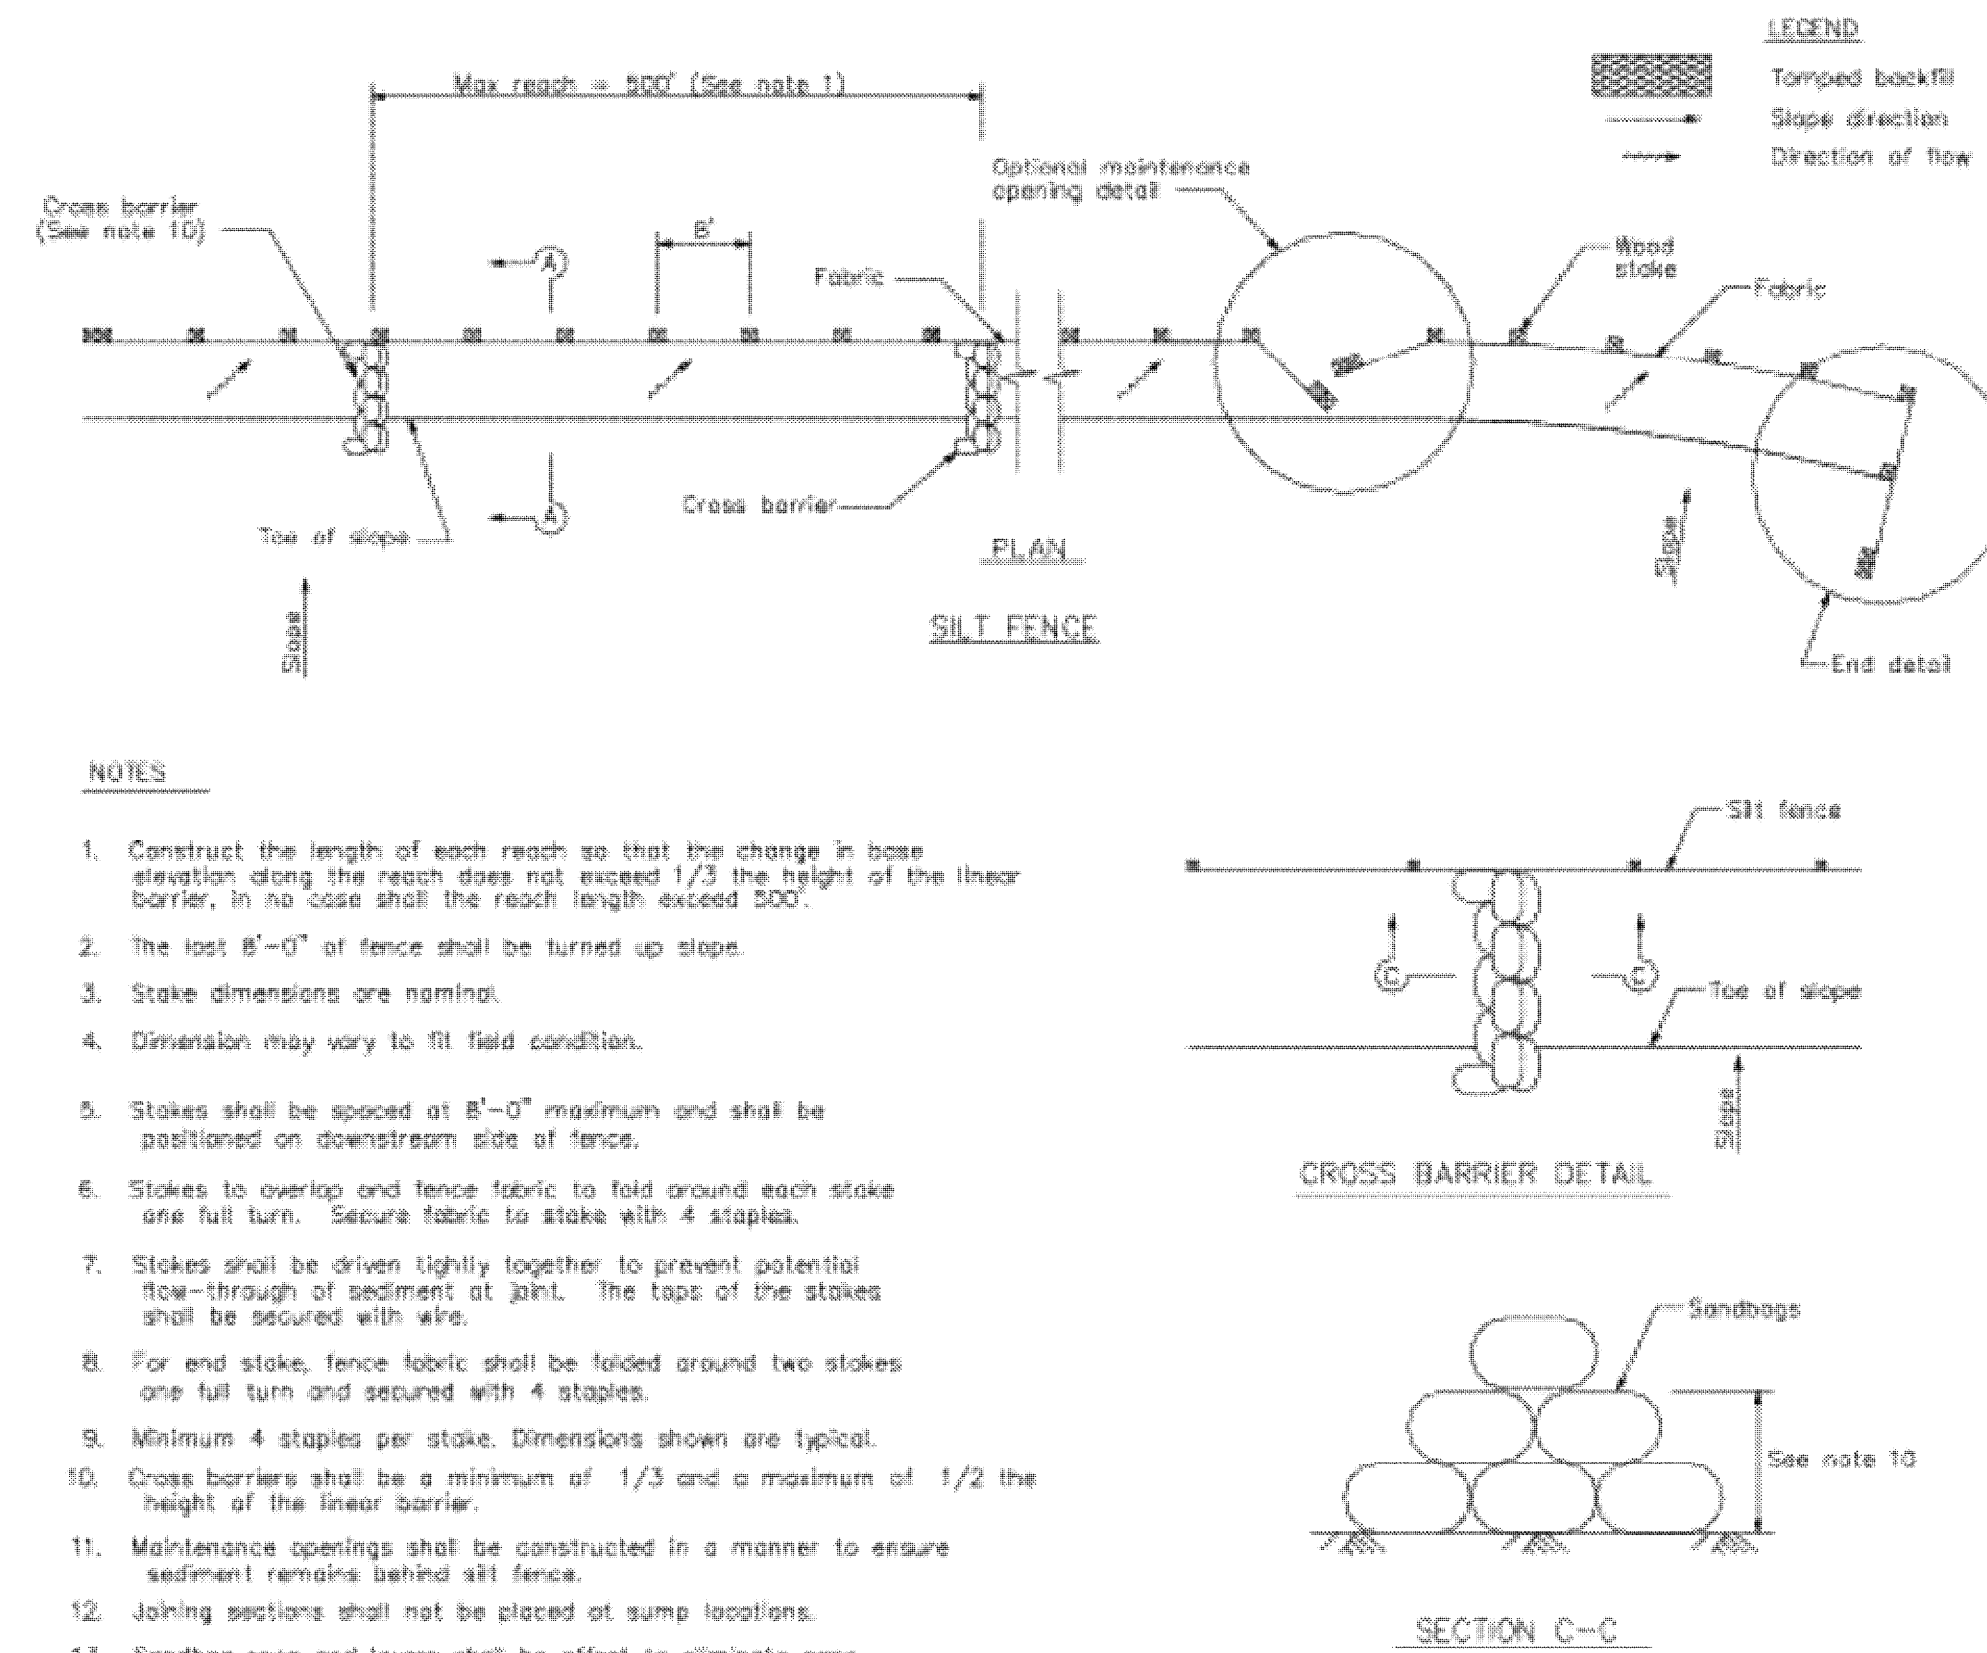 LEGEND
Tamped backfill
Slope direction
Direction of flow
Max reach = 500' (See note 1)
Optional maintenance
opening detail
Cross barrier
(See note 10)
8'
A
Fabric
Wood
stake
Fabric
Cross barrier
A
Toe of slope
PLAN
Slope
Slope
SILT FENCE
End detail
NOTES
1. Construct the length of each reach so that the change in base
elevation along the reach does not exceed 1/3 the height of the linear
barrier, in no case shall the reach length exceed 500'.
2. The last 8'-0" of fence shall be turned up slope.
3. Stake dimensions are nominal.
4. Dimension may vary to fit field condition.
5. Stakes shall be spaced at 8'-0" maximum and shall be
positioned on downstream side of fence.
6. Stakes to overlap and fence fabric to fold around each stake
one full turn. Secure fabric to stake with 4 staples.
7. Stakes shall be driven tightly together to prevent potential
flow-through of sediment at joint. The tops of the stakes
shall be secured with wire.
8. For end stake, fence fabric shall be folded around two stakes
one full turn and secured with 4 staples.
9. Minimum 4 staples per stake. Dimensions shown are typical.
10. Cross barriers shall be a minimum of 1/3 and a maximum of 1/2 the
height of the linear barrier.
11. Maintenance openings shall be constructed in a manner to ensure
sediment remains behind silt fence.
12. Joining sections shall not be placed at sump locations.
Silt fence
C
C
Toe of slope
Slope
CROSS BARRIER DETAIL
Sandbags
See note 10
SECTION C-C